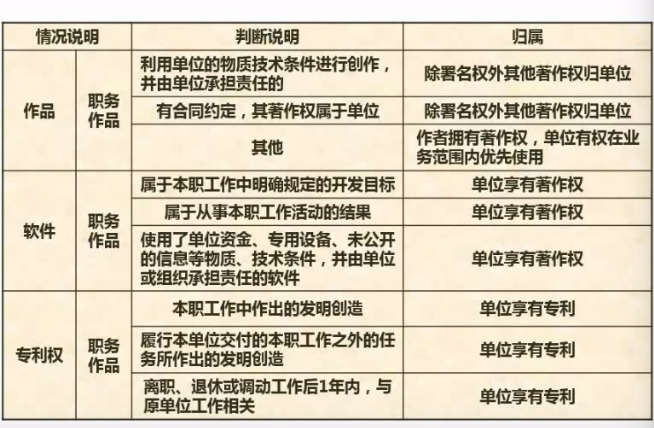 情况说明 判断说明 归属
作品 职务作品
利用单位的物质技术条件进行创作，
并由单位承担责任的
除署名权外其他著作权归单位
有合同约定，其著作权属于单位
除署名权外其他著作权归单位
其他
作者拥有著作权，单位有权在业
务范围内优先使用
软件 职务作品
属于本职工作中明确规定的开发目标
单位享有著作权
属于从事本职工作活动的结果
单位享有著作权
使用了单位资金、专用设备、未公开
的信息等物质、技术条件，并由单位
或组织承担责任的软件
单位享有著作权
专利权 职务作品
本职工作中作出的发明创造
单位享有专利
履行本单位交付的本职工作之外的任
务所作出的发明创造
单位享有专利
离职、退休或调动工作后1年内，与
原单位工作相关
单位享有专利